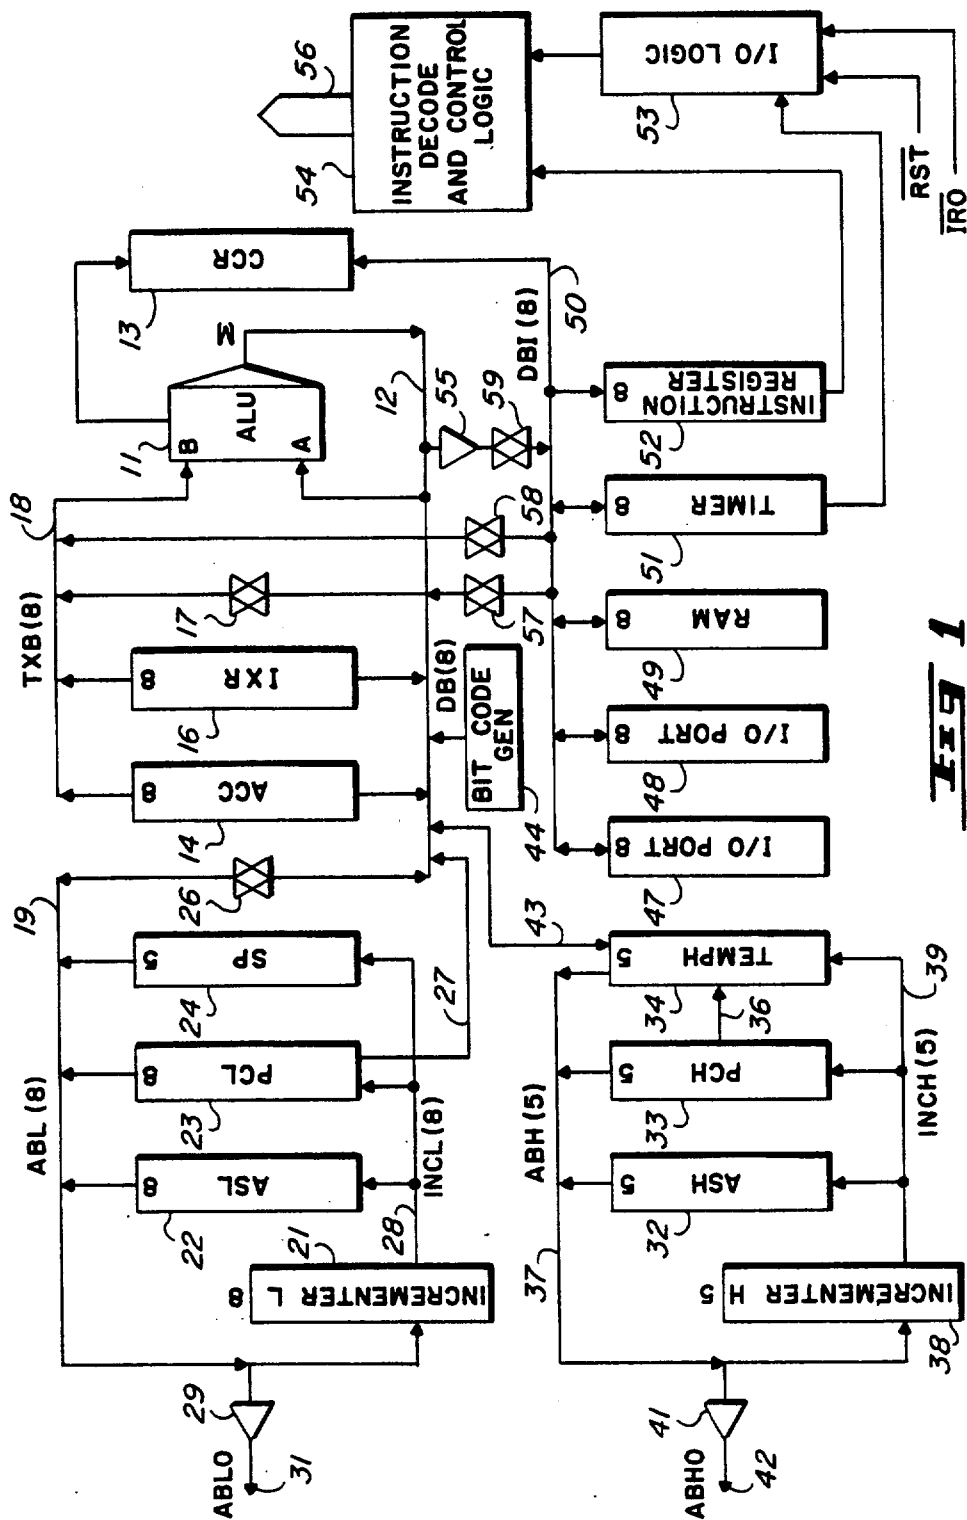 ABLO
31
29
ABL (8)
19
INCREMENTER L 8
21
28
INCL (8)
ASL 8
22
PCL 8
23
SP 5
24
26
27
ACC 8
14
IXR 8
16
TXB (8)
17
18
ALU
B
A
11
M
CCR
13
12
DB (8)
BIT CODE
GEN
44
55
59
58
57
DBI (8)
50
INSTRUCTION
DECODE
AND CONTROL
LOGIC
54
56
ABHO
42
41
37
ABH (5)
INCREMENTER H 5
38
ASH 5
32
PCH 5
33
36
TEMPH 5
34
43
INCH (5)
39
I/O PORT 8
47
I/O PORT 8
48
RAM 8
49
TIMER 8
51
INSTRUCTION
REGISTER 8
52
I/O LOGIC
53
RST
IRO
Fig 1